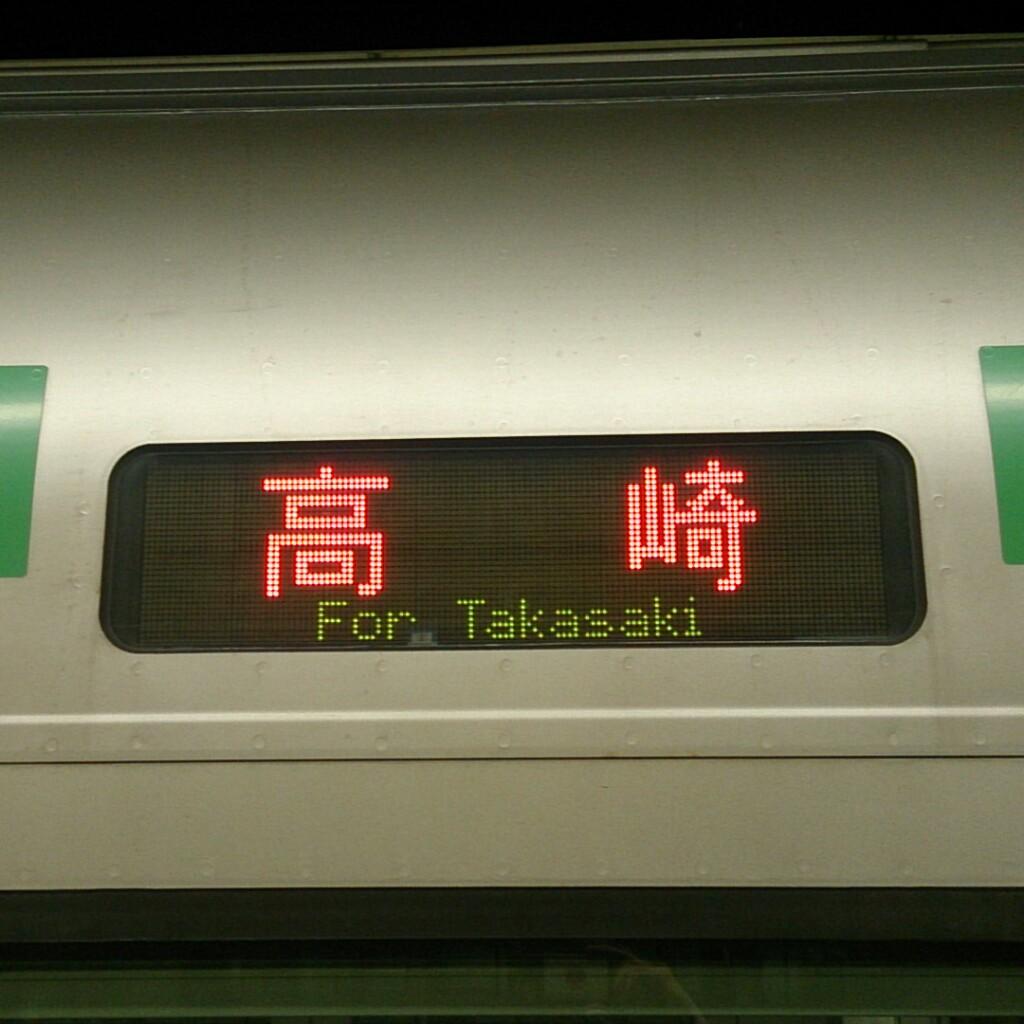 高崎
For Takasaki